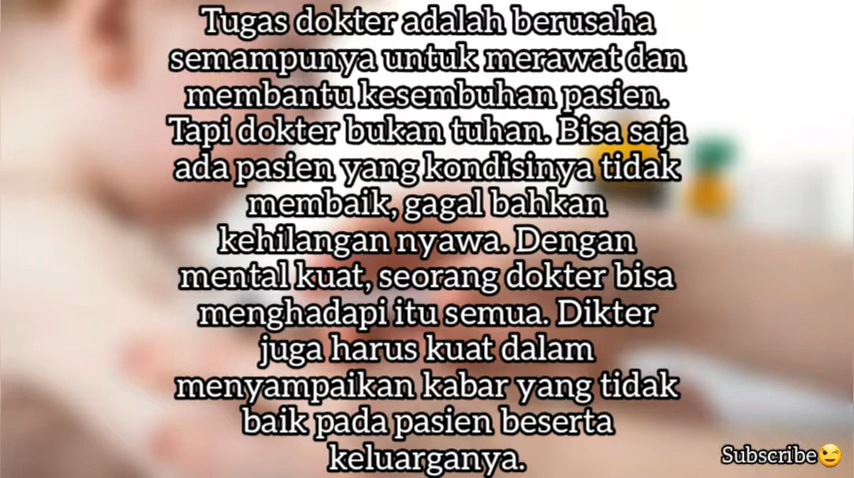 Tugas dokter adalah berusaha
semampunya untuk merawat dan
membantu kesembuhan pasien.
Tapi dokter bukan tuhan. Bisa saja
ada pasien yang kondisinya tidak
membaik, gagal bahkan
kehilangan nyawa. Dengan
mental kuat, seorang dokter bisa
menghadapi itu semua. Dikter
juga harus kuat dalam
menyampaikan kabar yang tidak
baik pada pasien beserta
keluarganya.
Subscribe😉